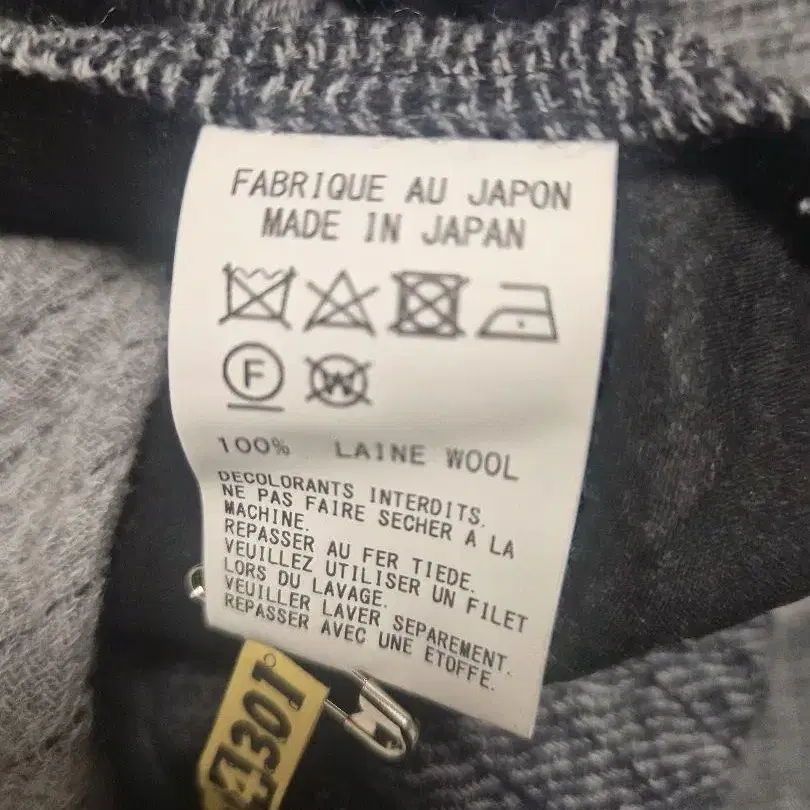 FABRIQUE AU JAPON
MADE IN JAPAN
F W
100% LAINE WOOL
DECOLORANTS INTERDITS.
NE PAS FAIRE SECHER A LA
MACHINE.
REPASSER AU FER TIEDE.
VEUILLEZ UTILISER UN FILET
LORS DU LAVAGE.
VEUILLER LAVER SEPAREMENT.
REPASSER AVEC UNE ETOFFE.
4301